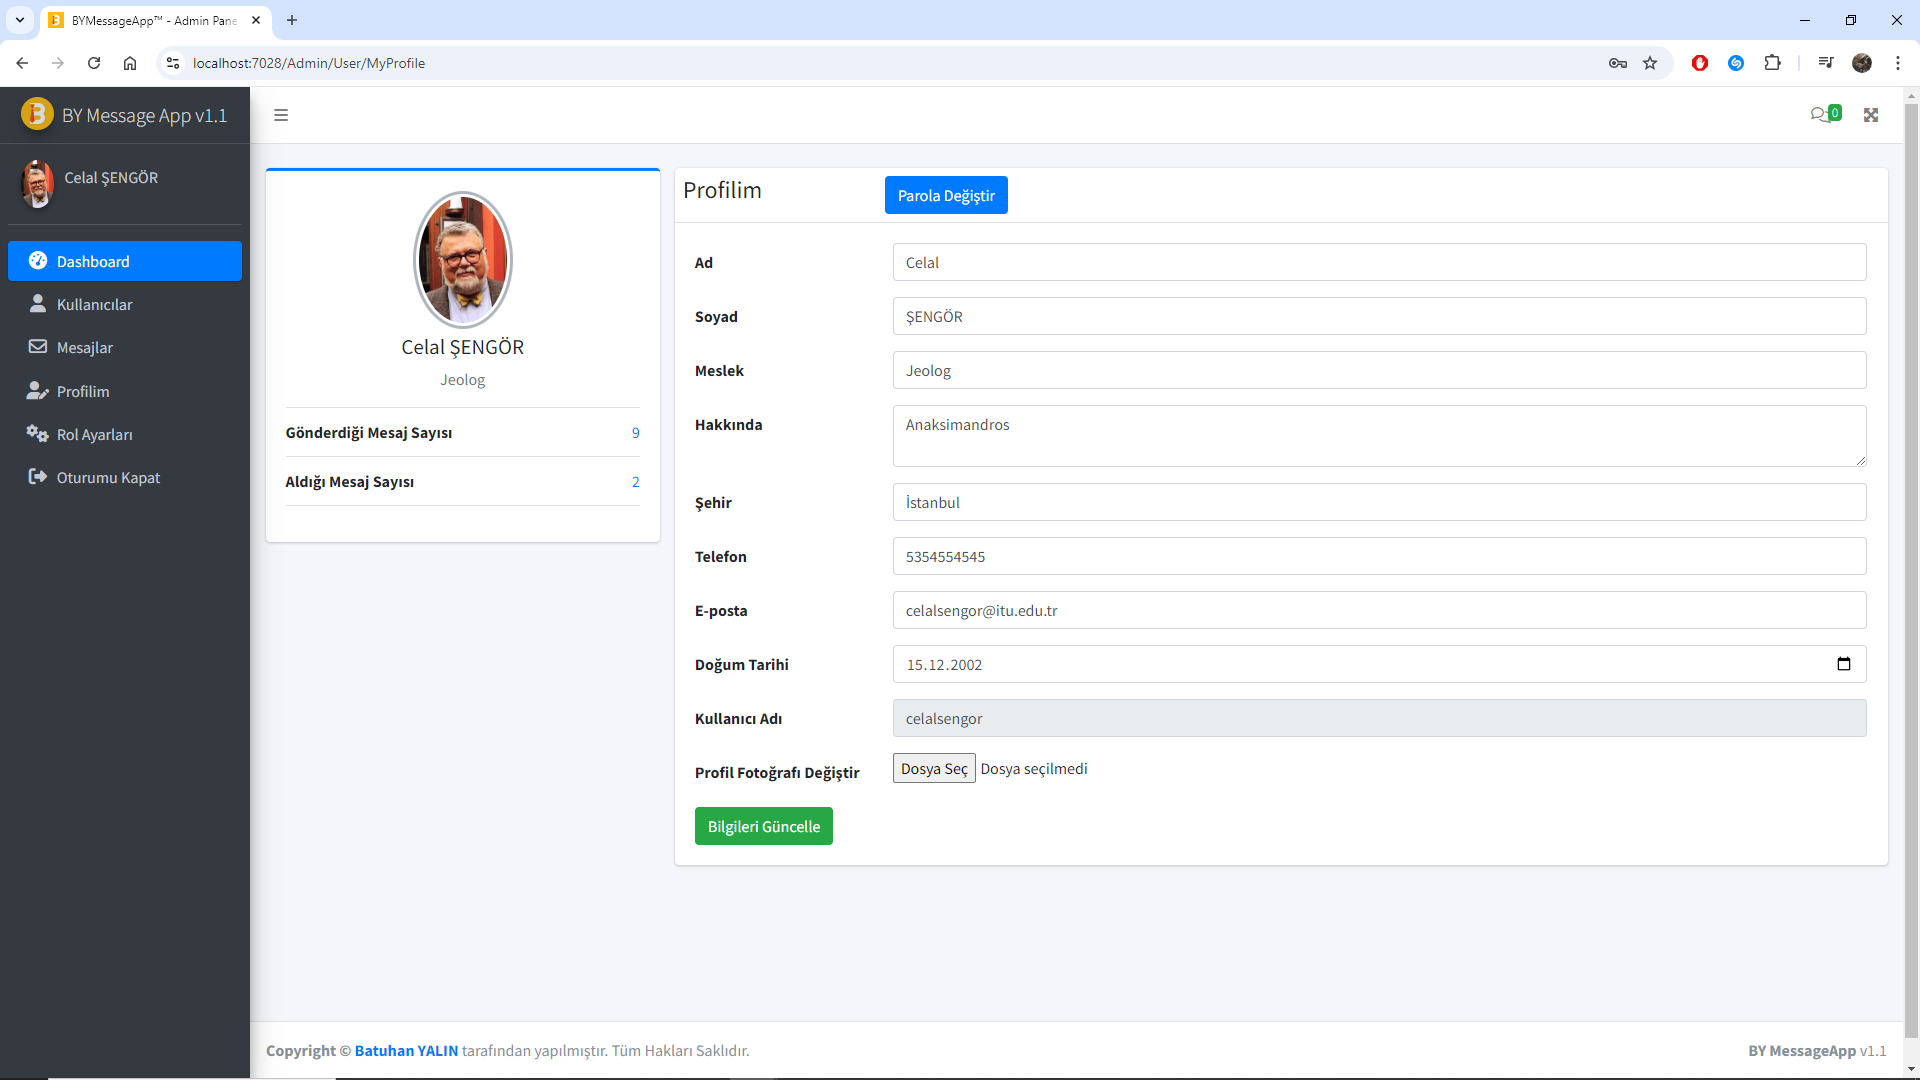 BYMessageApp™ - Admin Pane
localhost:7028/Admin/User/MyProfile
BY Message App v1.1
0
Celal ŞENGÖR
Dashboard
Kullanıcılar
Mesajlar
Profilim
Rol Ayarları
Oturumu Kapat
Celal ŞENGÖR
Jeolog
Gönderdiği Mesaj Sayısı 9
Aldığı Mesaj Sayısı 2
Profilim Parola Değiştir
Ad Celal
Soyad ŞENGÖR
Meslek Jeolog
Hakkında Anaksimandros
Şehir İstanbul
Telefon 5354554545
E-posta celalsengor@itu.edu.tr
Doğum Tarihi 15.12.2002
Kullanıcı Adı celalsengor
Profil Fotoğrafı Değiştir Dosya Seç Dosya seçilmedi
Bilgileri Güncelle
Copyright © Batuhan YALIN tarafından yapılmıştır. Tüm Hakları Saklıdır. BY MessageApp v1.1